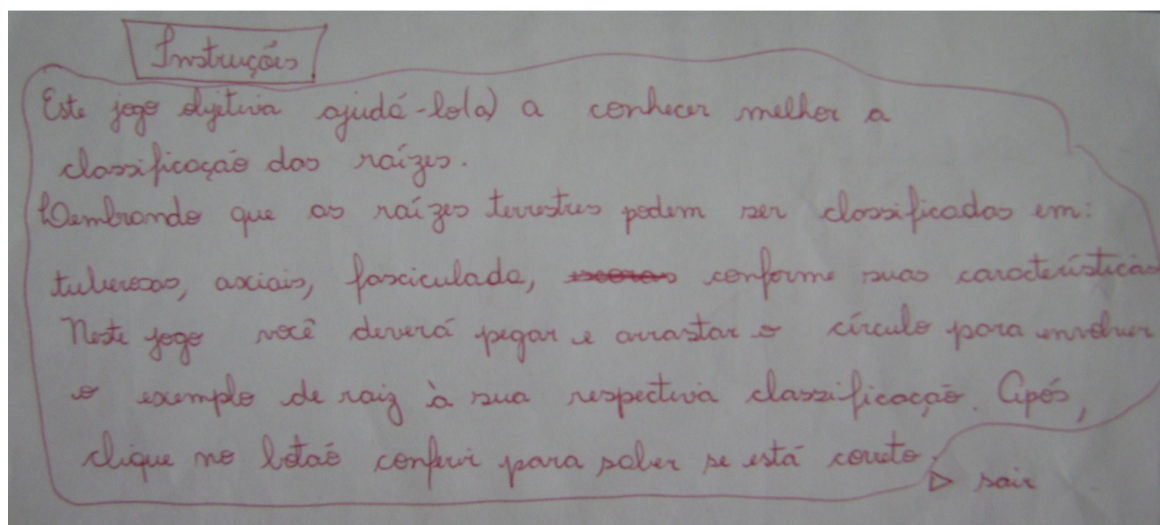 Instruções
Este jogo objetiva ajudá-lo(a) a conhecer melhor a
classificação das raízes.
Lembrando que as raízes terrestres podem ser classificadas em:
tuberosas, axiais, fasciculada, escoras conforme suas características
Neste jogo você deverá pegar e arrastar o círculo para envolver
o exemplo de raiz à sua respectiva classificação. Após,
clique no botão conferir para saber se está correto.
▷ sair